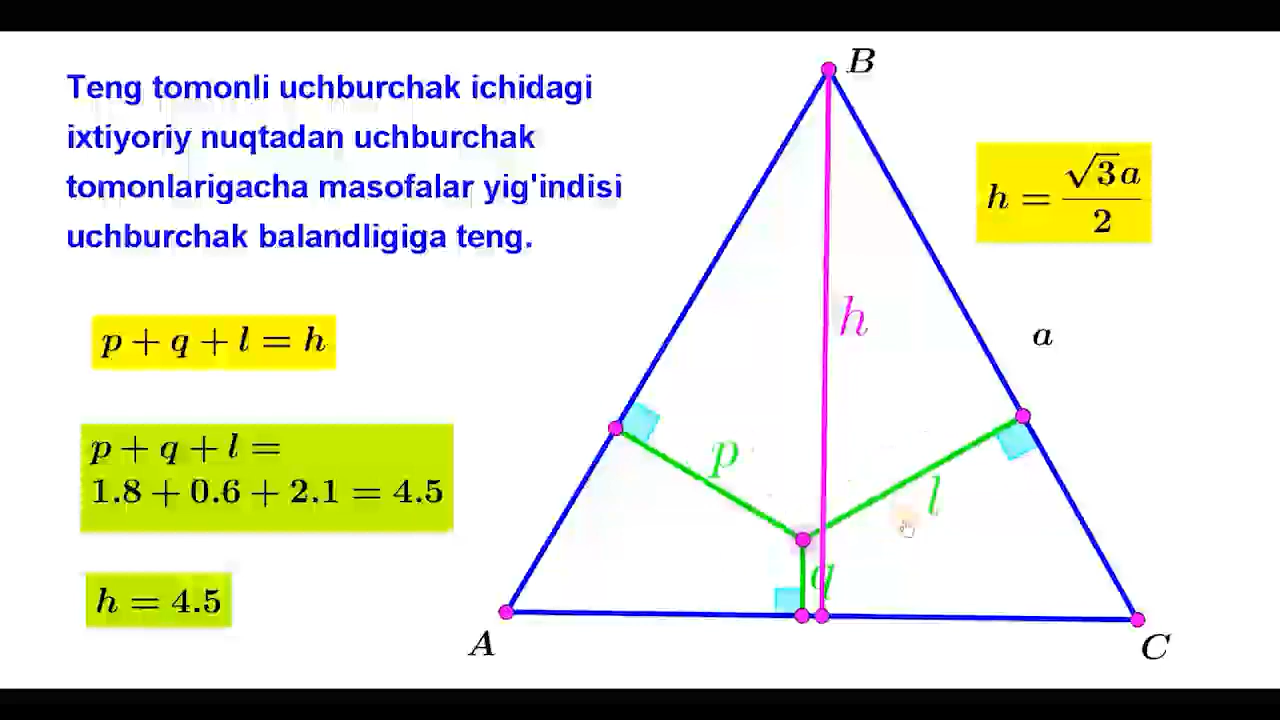 Teng tomonli uchburchak ichidagi
ixtiyoriy nuqtadan uchburchak
tomonlarigacha masofalar yig'indisi
uchburchak balandligiga teng.
p + q + l = h
p + q + l =
1.8 + 0.6 + 2.1 = 4.5
h = 4.5
B
h = √3a/2
h
a
p
l
q
A
C